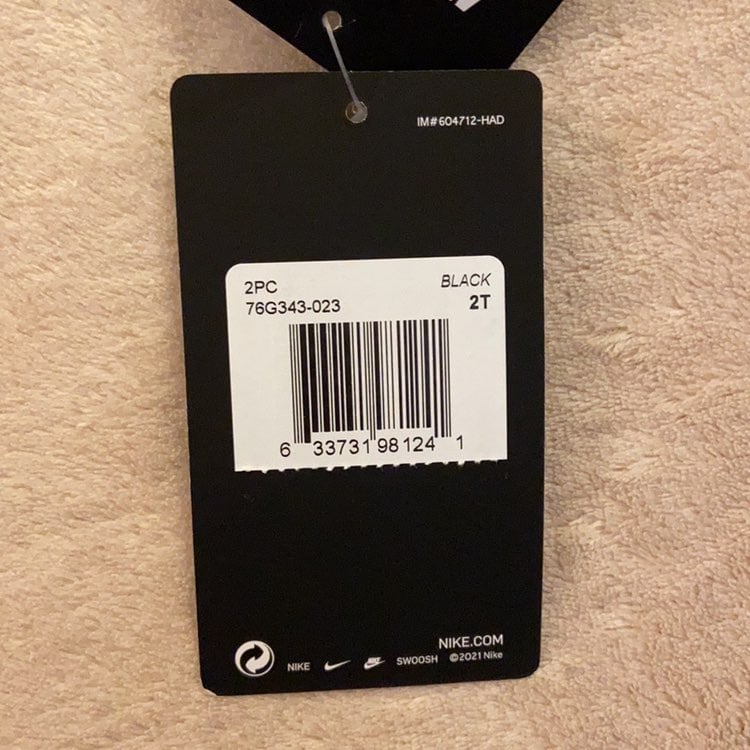 IM#604712-HAD
2PC BLACK
76G343-023 2T
6 33731 98124 1
NIKE.COM
NIKE SWOOSH ©2021 Nike